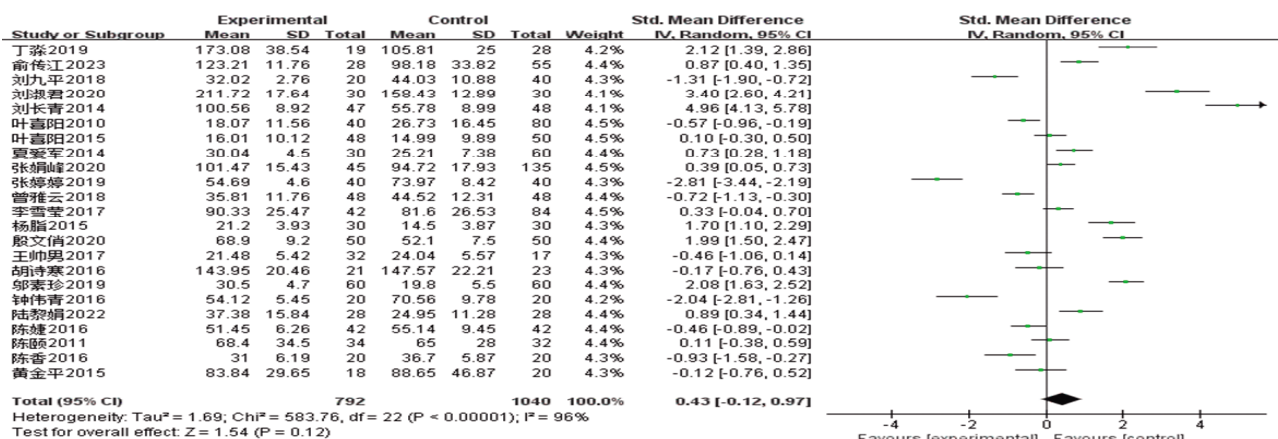 Experimental Control Std. Mean Difference Std. Mean Difference
Study or Subgroup Mean SD Total Mean SD Total Weight IV, Random, 95% CI IV, Random, 95% CI
丁淼2019 173.08 38.54 19 105.81 25 28 4.2% 2.12 [1.39, 2.86]
俞传江2023 123.21 11.76 28 98.18 33.82 55 4.4% 0.87 [0.40, 1.35]
刘九平2018 32.02 2.76 20 44.03 10.88 40 4.3% -1.31 [-1.90, -0.72]
刘淑君2020 211.72 17.64 30 158.43 12.89 30 4.1% 3.40 [2.60, 4.21]
刘长青2014 100.56 8.92 47 55.78 8.99 48 4.1% 4.96 [4.13, 5.78]
叶喜阳2010 18.07 11.56 40 26.73 16.45 80 4.4% -0.57 [-0.96, -0.19]
叶喜阳2015 16.01 10.12 48 14.99 9.89 50 4.4% 0.10 [-0.30, 0.50]
夏爱军2014 30.04 4.5 30 25.21 7.38 60 4.4% 0.73 [0.28, 1.18]
张娟峰2020 101.47 15.43 45 94.72 17.93 135 4.5% 0.39 [0.05, 0.73]
张婷婷2019 54.69 4.6 40 73.97 8.42 40 4.3% -2.81 [-3.44, -2.19]
曾雅云2018 35.81 11.76 48 44.52 12.31 48 4.4% -0.72 [-1.13, -0.30]
李雪莹2017 90.33 25.47 42 81.6 26.53 84 4.5% 0.33 [-0.04, 0.70]
杨脂2015 21.2 3.93 30 14.5 3.87 30 4.3% 1.70 [1.10, 2.29]
殷文俏2020 68.9 9.2 50 52.1 7.5 50 4.4% 1.99 [1.50, 2.47]
王帅男2017 21.48 5.42 32 24.04 5.57 17 4.3% -0.46 [-1.06, 0.14]
胡诗寒2016 143.95 20.46 21 147.57 22.21 23 4.3% -0.17 [-0.76, 0.43]
邬素珍2019 30.5 4.7 60 19.8 5.5 60 4.4% 2.08 [1.63, 2.52]
钟伟青2016 54.12 5.45 20 70.56 9.78 20 4.2% -2.04 [-2.81, -1.26]
陆黎娟2022 37.38 15.84 28 24.95 11.28 28 4.3% 0.89 [0.34, 1.44]
陈婕2016 51.45 6.26 42 55.14 9.45 42 4.4% -0.46 [-0.89, -0.02]
陈颐2011 68.4 34.5 34 65 28 32 4.4% 0.11 [-0.38, 0.59]
陈香2016 31 6.19 20 36.7 5.87 20 4.3% -0.93 [-1.58, -0.27]
黄金平2015 83.84 29.65 18 88.65 46.87 20 4.3% -0.12 [-0.76, 0.52]
Total (95% CI) 792 1040 100.0% 0.43 [-0.12, 0.97]
Heterogeneity: Tau² = 1.69; Chi² = 583.76, df = 22 (P < 0.00001); I² = 96%
Test for overall effect: Z = 1.54 (P = 0.12)
-4 -2 0 2 4
Favours [experimental] Favours [control]